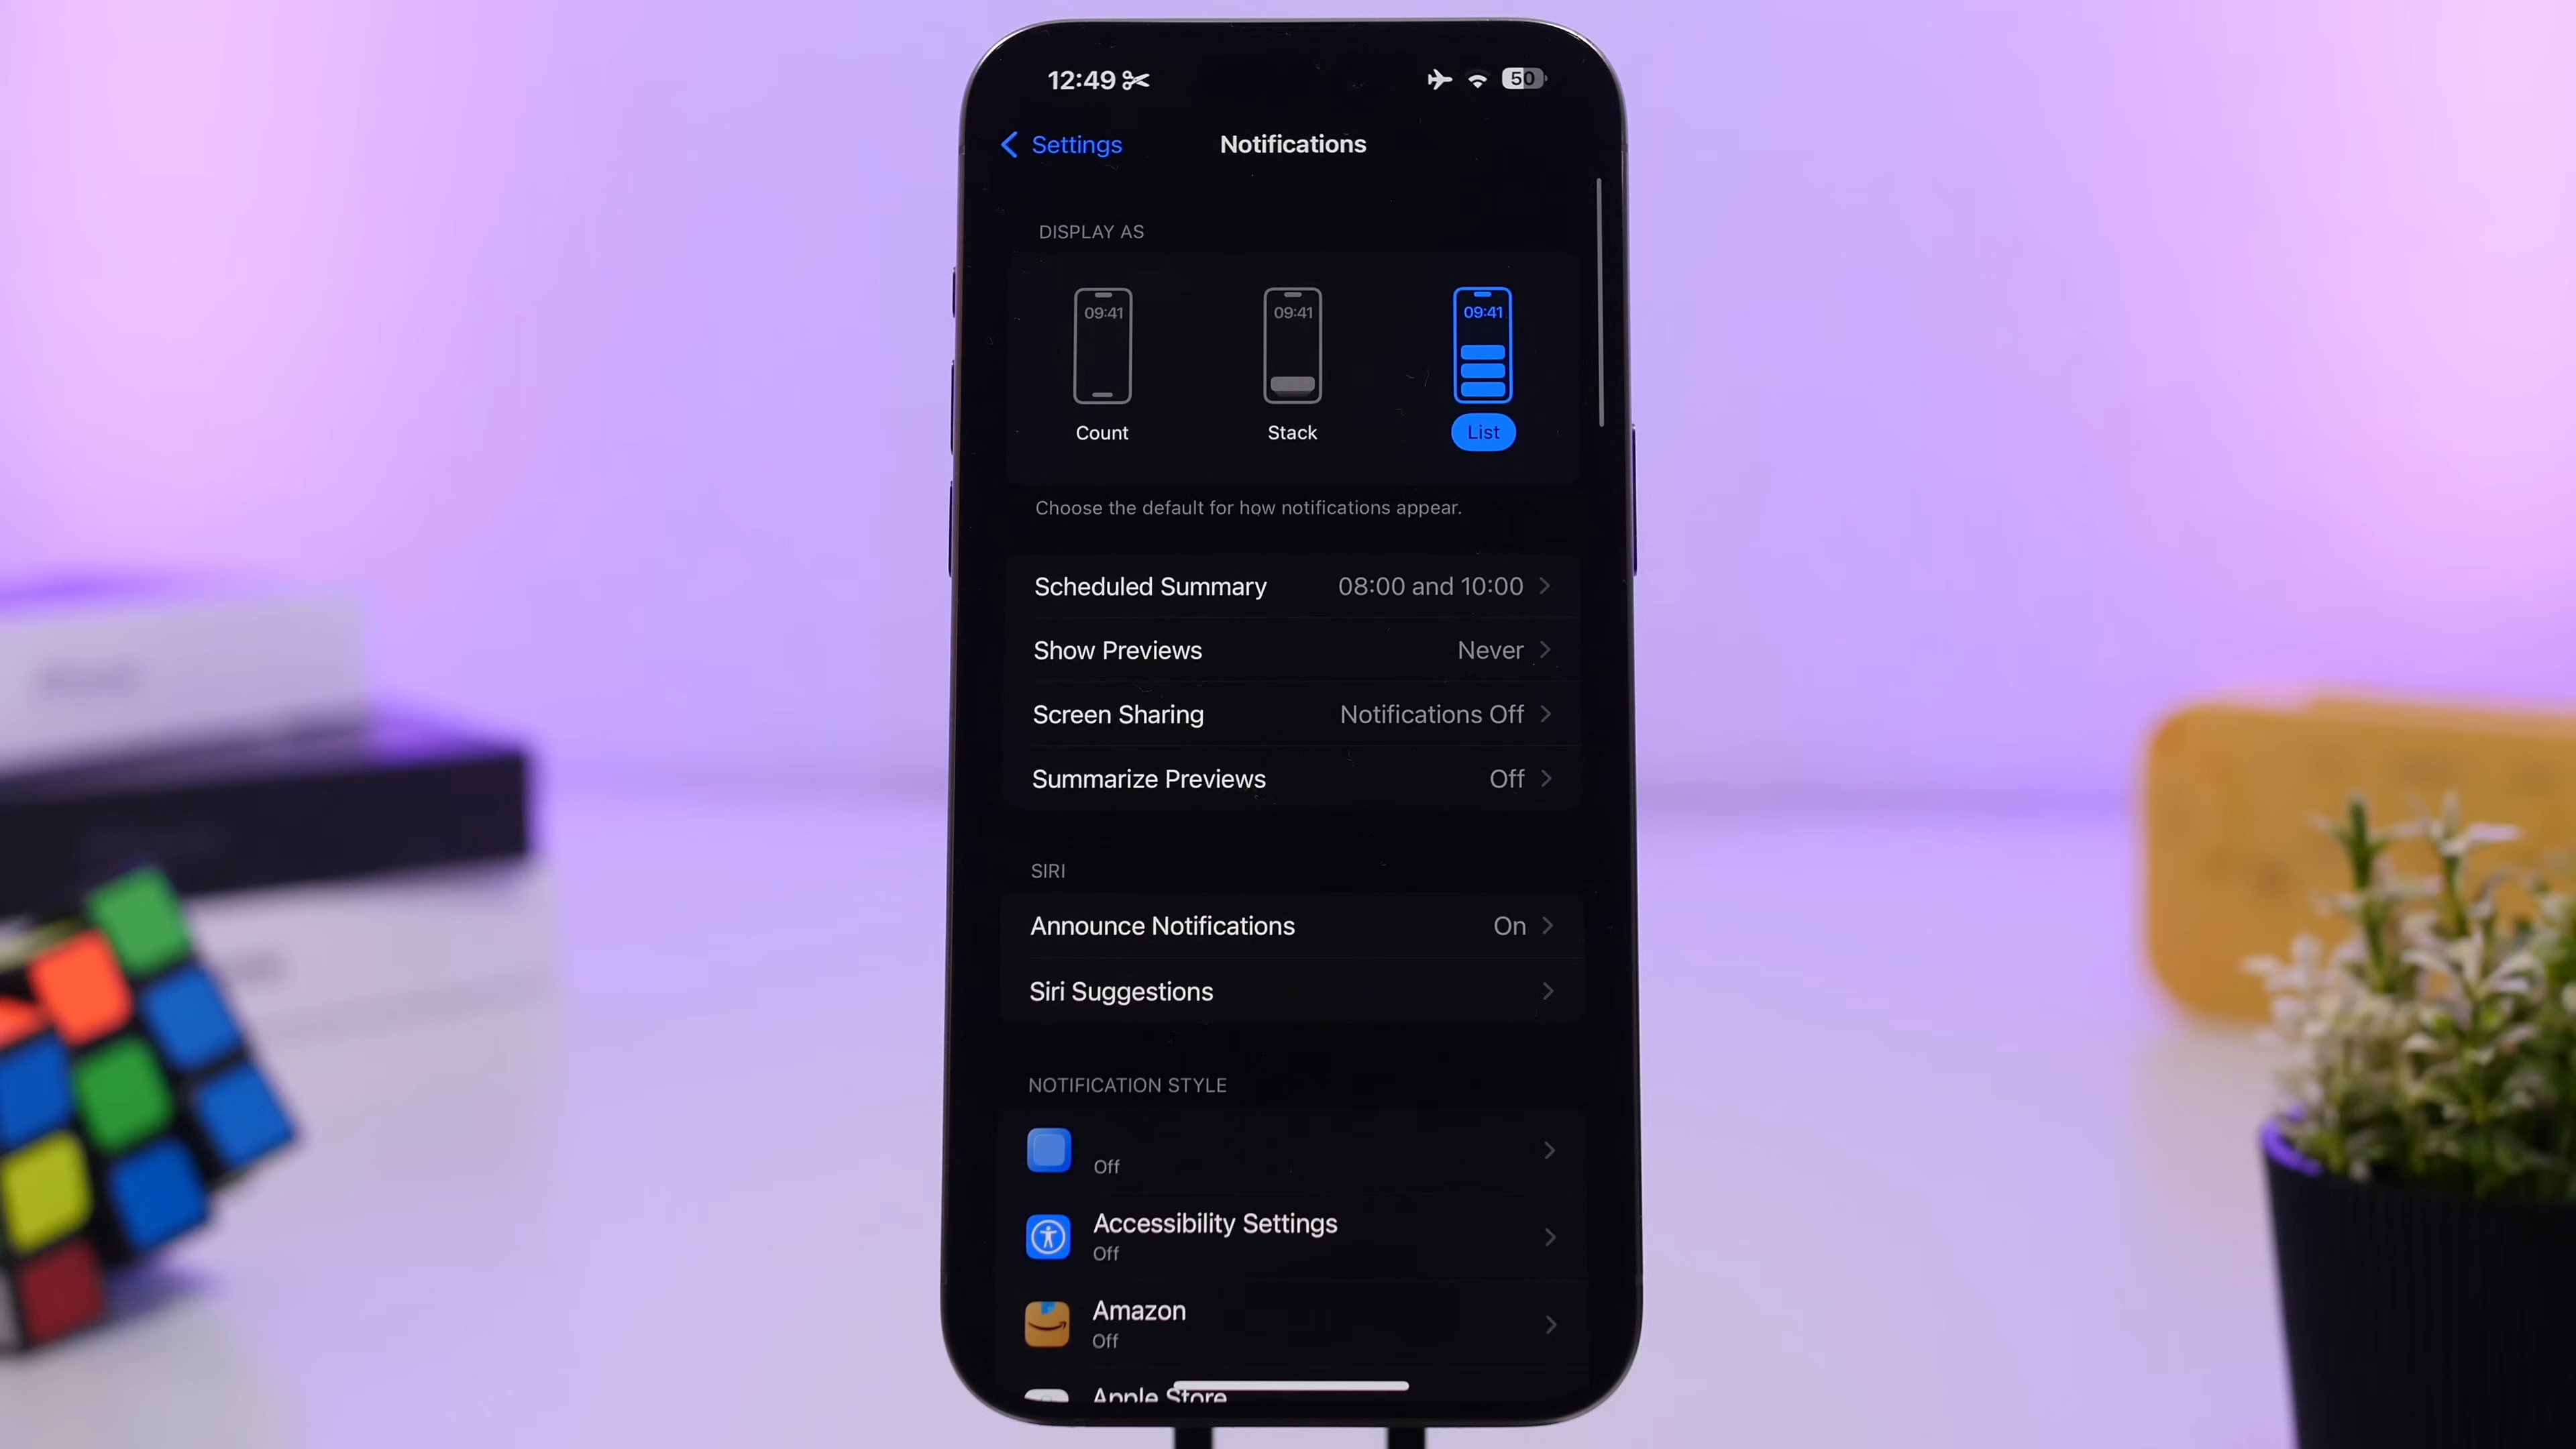 12:49
50
Settings
Notifications
DISPLAY AS
09:41 09:41 09:41
Count Stack List
Choose the default for how notifications appear.
Scheduled Summary 08:00 and 10:00
Show Previews Never
Screen Sharing Notifications Off
Summarize Previews Off
SIRI
Announce Notifications On
Siri Suggestions
NOTIFICATION STYLE
Off
Accessibility Settings
Off
Amazon
Off
Apple Store